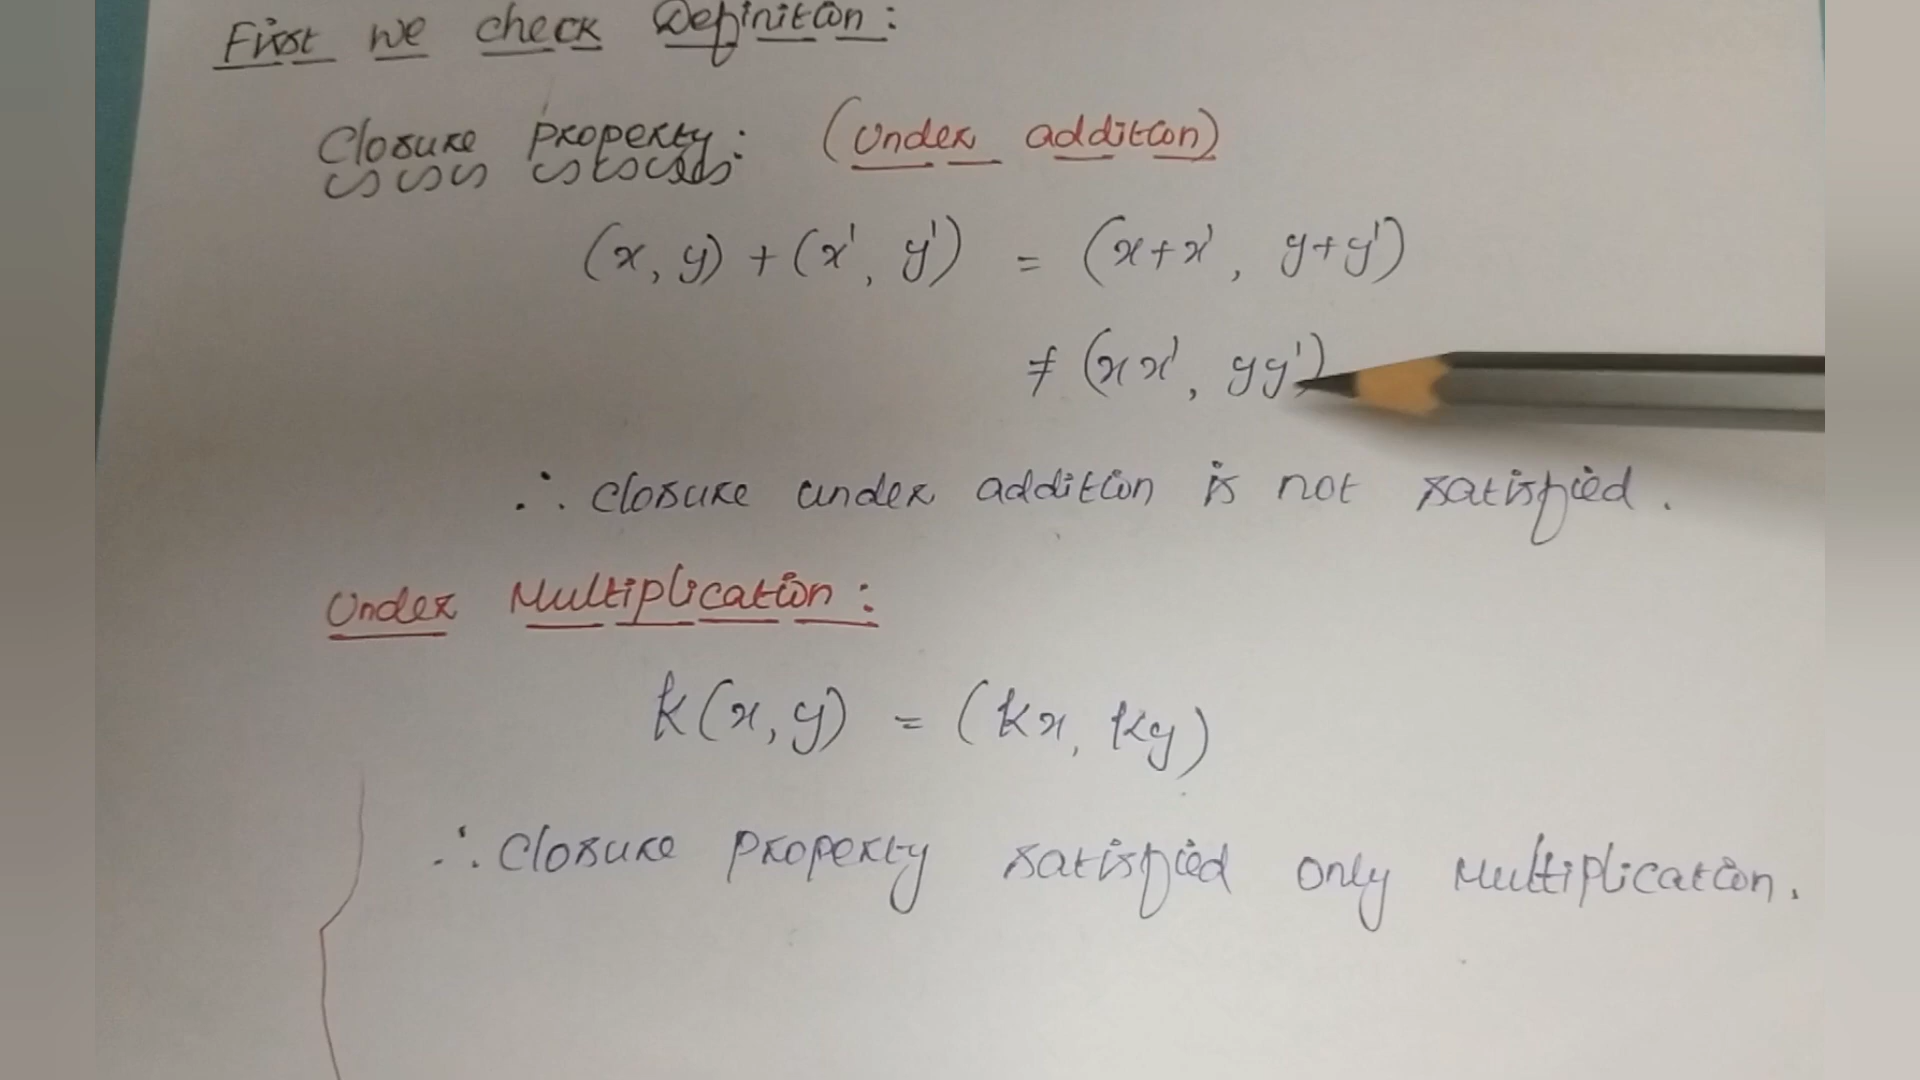 First we check Definition:
Closure property: (Under addition)
(x, y) + (x', y') = (x+x', y+y')
≠ (xx', yy')
∴ closure under addition is not satisfied.
Under Multiplication:
k(x, y) = (kx, ky)
∴ closure property satisfied only multiplication.